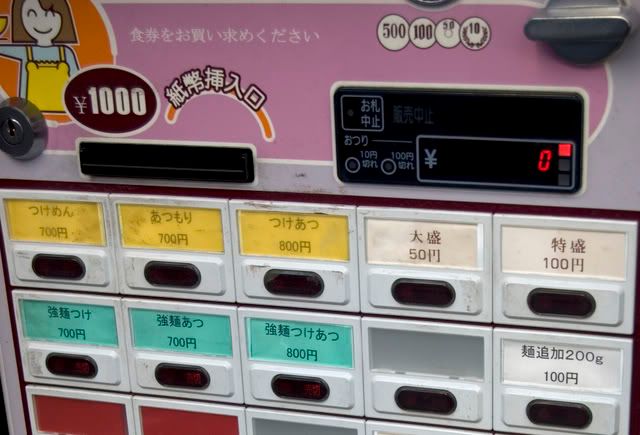 食券をお買い求めください
500 100 50 10
¥1000
紙幣挿入口
お札
中止
販売中止
おつり
10円
切れ
100円
切れ
¥ 0
つけめん
700円
あつもり
700円
つけあつ
800円
大盛
50円
特盛
100円
強麺つけ
700円
強麺あつ
700円
強麺つけあつ
800円
麺追加200g
100円